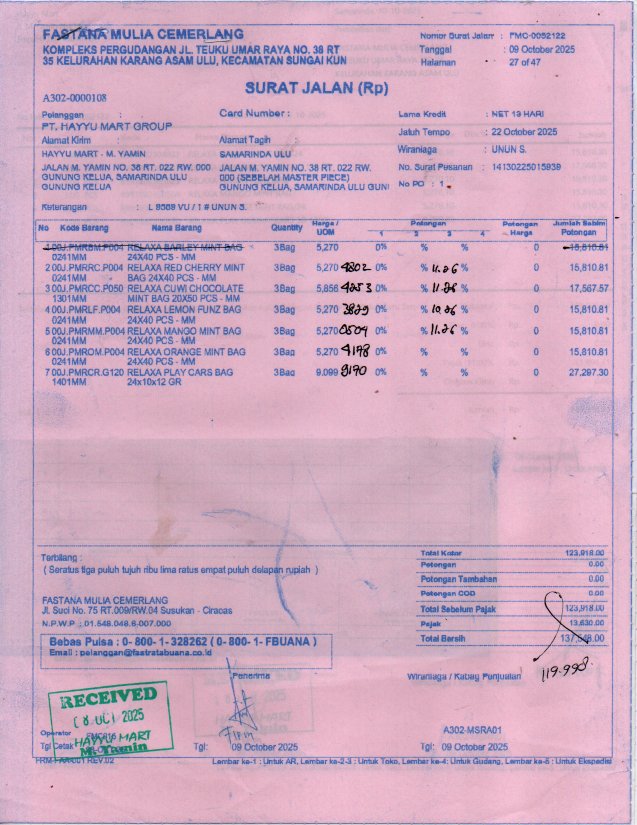 FASTANA MULIA CEMERLANG
KOMPLEKS PERGUDANGAN JL. TEUKU UMAR RAYA NO. 38 RT
35 KELURAHAN KARANG ASAM ULU, KECAMATAN SUNGAI KUN
Nomor Surat Jalan : FMC-0052122
Tanggal : 09 October 2025
Halaman : 27 of 47
SURAT JALAN (Rp)
A302-0000108
Pelanggan :
PT. HAYYU MART GROUP
Alamat Kirim :
HAYYU MART - M. YAMIN
JALAN M. YAMIN NO. 38 RT. 022 RW. 000
GUNUNG KELUA, SAMARINDA ULU
GUNUNG KELUA
Card Number :
Alamat Tagih :
SAMARINDA ULU
JALAN M. YAMIN NO. 38 RT. 022 RW.
000 (SEBELAH MASTER PIECE)
GUNUNG KELUA, SAMARINDA ULU GUN
Lama Kredit : NET 13 HARI
Jatuh Tempo : 22 October 2025
Wiraniaga : UNUN S.
No. Surat Pesanan : 14130225015939
No PO : 1
Keterangan : L 9569 VU / 1 # UNUN S.
No Kode Barang Nama Barang Quantity Harga / UOM Potongan 1 2 3 4 Potongan Harga Jumlah Seblm Potongan
1 00J.PMRBM.P004 RELAXA BARLEY MINT BAG 3Bag 5,270 0% % % 0 15,810.81
0241MM 24X40 PCS - MM
2 00J.PMRRC.P004 RELAXA RED CHERRY MINT 3Bag 5,270 4802 0% % 11.26 % 0 15,810.81
0241MM BAG 24X40 PCS - MM
3 00J.PMRCC.P050 RELAXA CUWI CHOCOLATE 3Bag 5,856 4253 0% % 11.26 % 0 17,567.57
1301MM MINT BAG 20X50 PCS - MM
4 00J.PMRLF.P004 RELAXA LEMON FUNZ BAG 3Bag 5,270 3829 0% % 10.26 % 0 15,810.81
0241MM 24X40 PCS - MM
5 00J.PMRMM.P004 RELAXA MANGO MINT BAG 3Bag 5,270 0504 0% % 11.26 % 0 15,810.81
0241MM 24X40 PCS - MM
6 00J.PMROM.P004 RELAXA ORANGE MINT BAG 3Bag 5,270 4198 0% % % 0 15,810.81
0241MM 24X40 PCS - MM
7 00J.PMRCR.G120 RELAXA PLAY CARS BAG 3Bag 9,099 9190 0% % % 0 27,297.30
1401MM 24x10x12 GR
Terbilang :
( Seratus tiga puluh tujuh ribu lima ratus empat puluh delapan rupiah )
Total Kotor 123,918.00
Potongan 0.00
Potongan Tambahan 0.00
Potongan COD 0.00
Total Sebelum Pajak 123,918.00
Pajak 13,630.00
Total Bersih 137,548.00
119.998
FASTANA MULIA CEMERLANG
Jl. Suci No. 75 RT.009/RW.04 Susukan - Ciracas
N.P.W.P : 01.548.048.6-007.000
Bebas Pulsa : 0- 800- 1- 328262 ( 0- 800- 1- FBUANA )
Email : pelanggan@fastratabuana.co.id
Penerima
Wiraniaga / Kabag Penjualan
RECEIVED
08 OCT 2025
HAYYU MART
M. Yamin
Operator
Tgl Cetak
Tgl: 09 October 2025
A302-MSRA01
Tgl: 09 October 2025
FRM-FAR-001 REV.02
Lembar ke-1 : Untuk AR, Lembar ke-2-3 : Untuk Toko, Lembar ke-4: Untuk Gudang, Lembar ke-5 : Untuk Ekspedisi